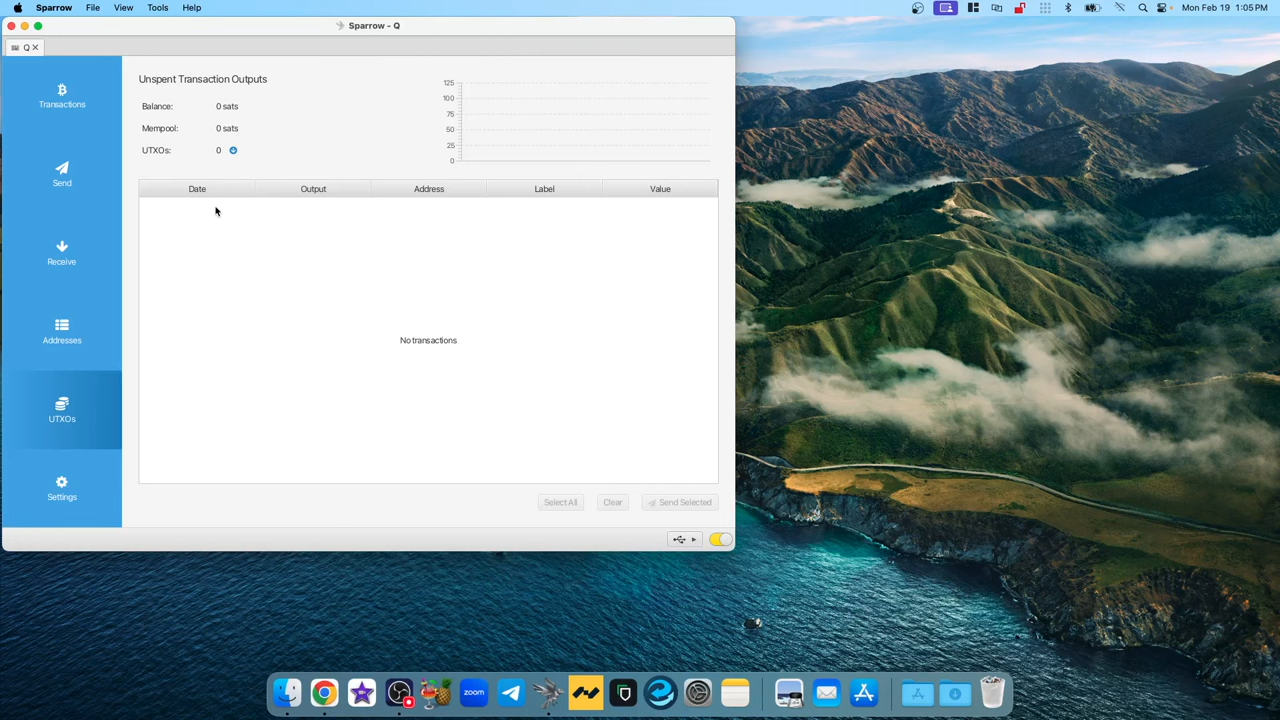 Sparrow File View Tools Help Mon Feb 19 1:05 PM
Sparrow - Q
Q
Transactions
Send
Receive
Addresses
UTXOs
Settings
Unspent Transaction Outputs
Balance: 0 sats
Mempool: 0 sats
UTXOs: 0
125
100
75
50
25
0
Date Output Address Label Value
No transactions
Select All Clear Send Selected
zoom